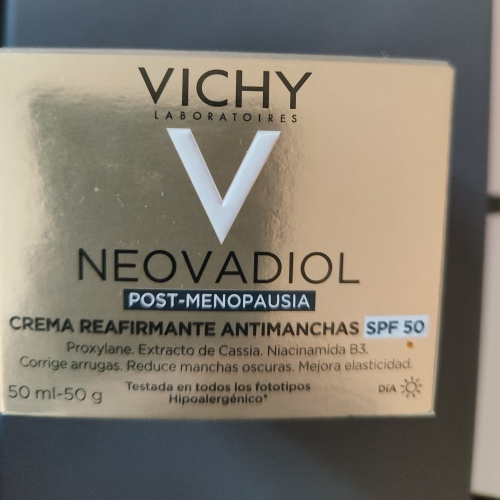 VICHY
LABORATOIRES
V
NEOVADIOL
POST-MENOPAUSIA
CREMA REAFIRMANTE ANTIMANCHAS SPF 50
Proxylane. Extracto de Cassia. Niacinamida B3.
Corrige arrugas. Reduce manchas oscuras. Mejora elasticidad.
50 ml-50 g
Testada en todos los fototipos
Hipoalergénico*
DÍA